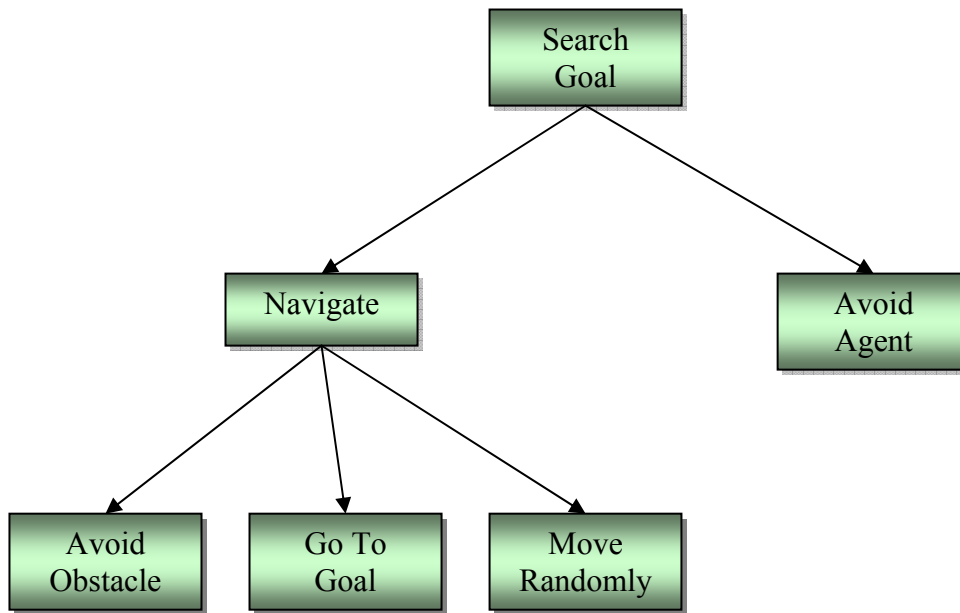 Search
Goal
Navigate
Avoid
Agent
Avoid
Obstacle
Go To
Goal
Move
Randomly